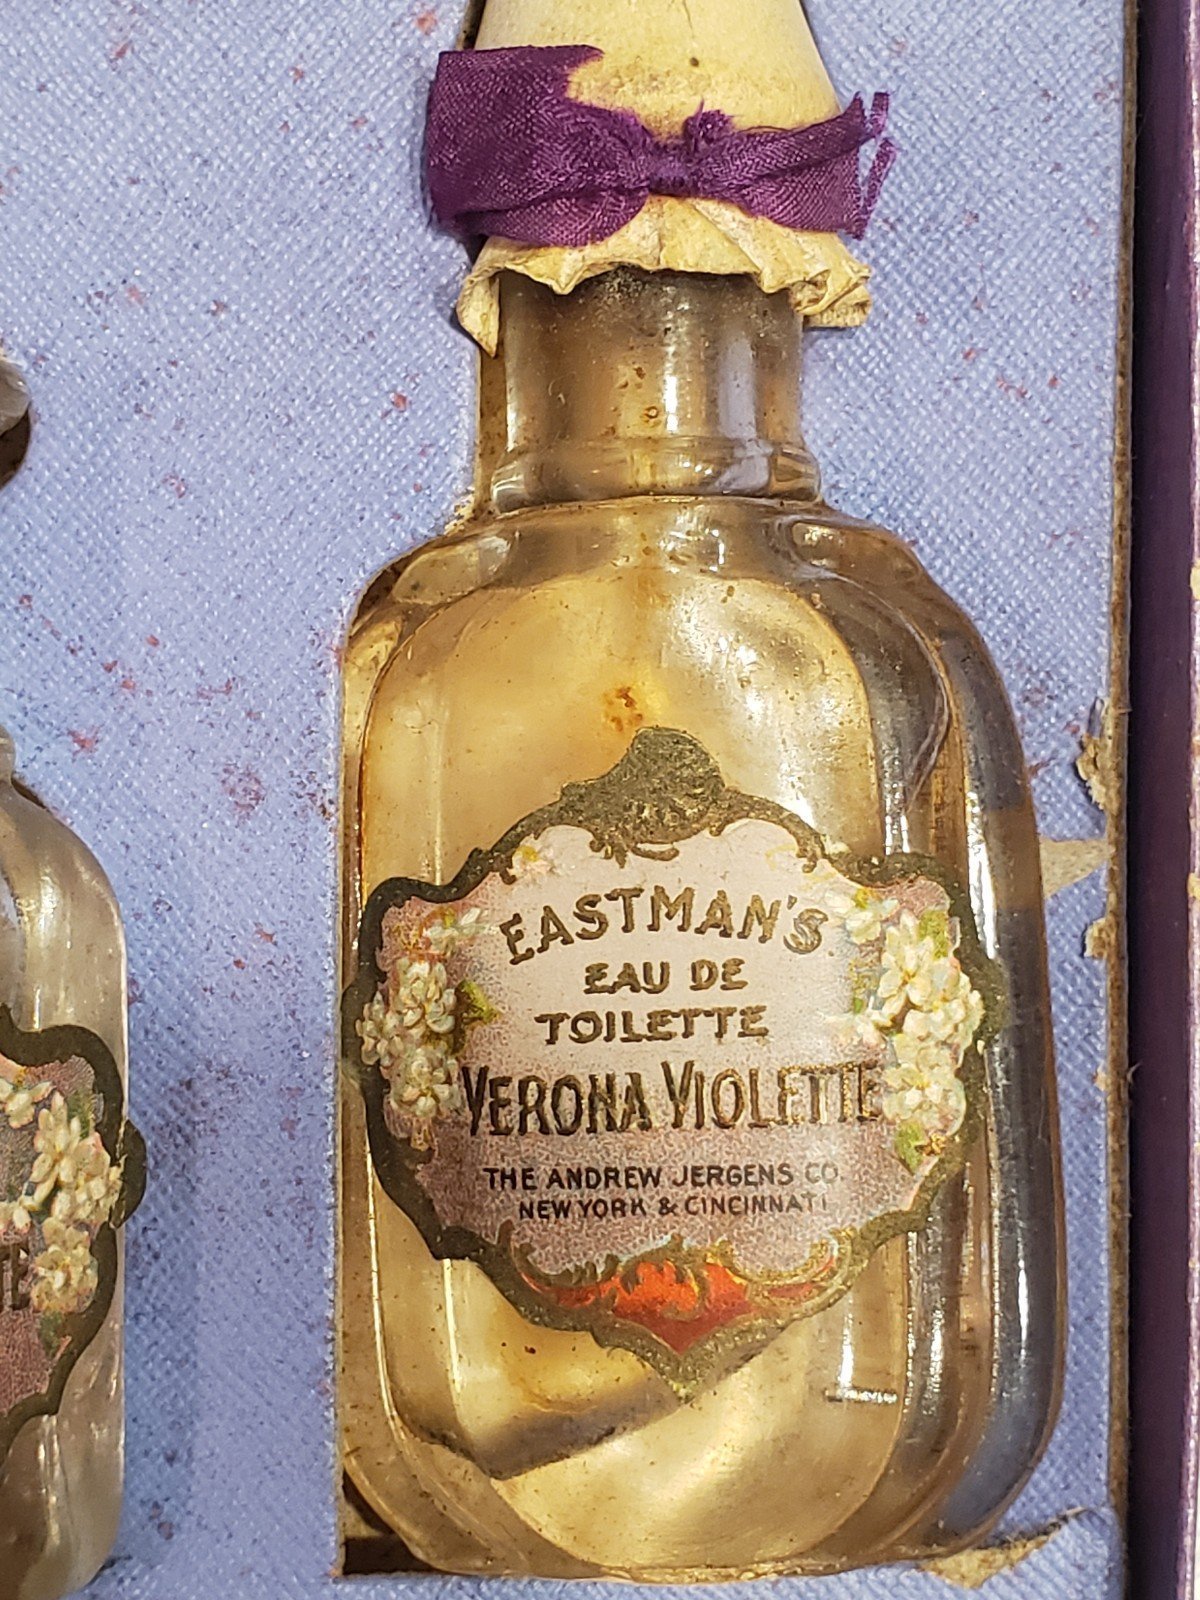 EASTMAN'S
EAU DE
TOILETTE
VERONA VIOLETTE
THE ANDREW JERGENS CO.
NEW YORK & CINCINNATI